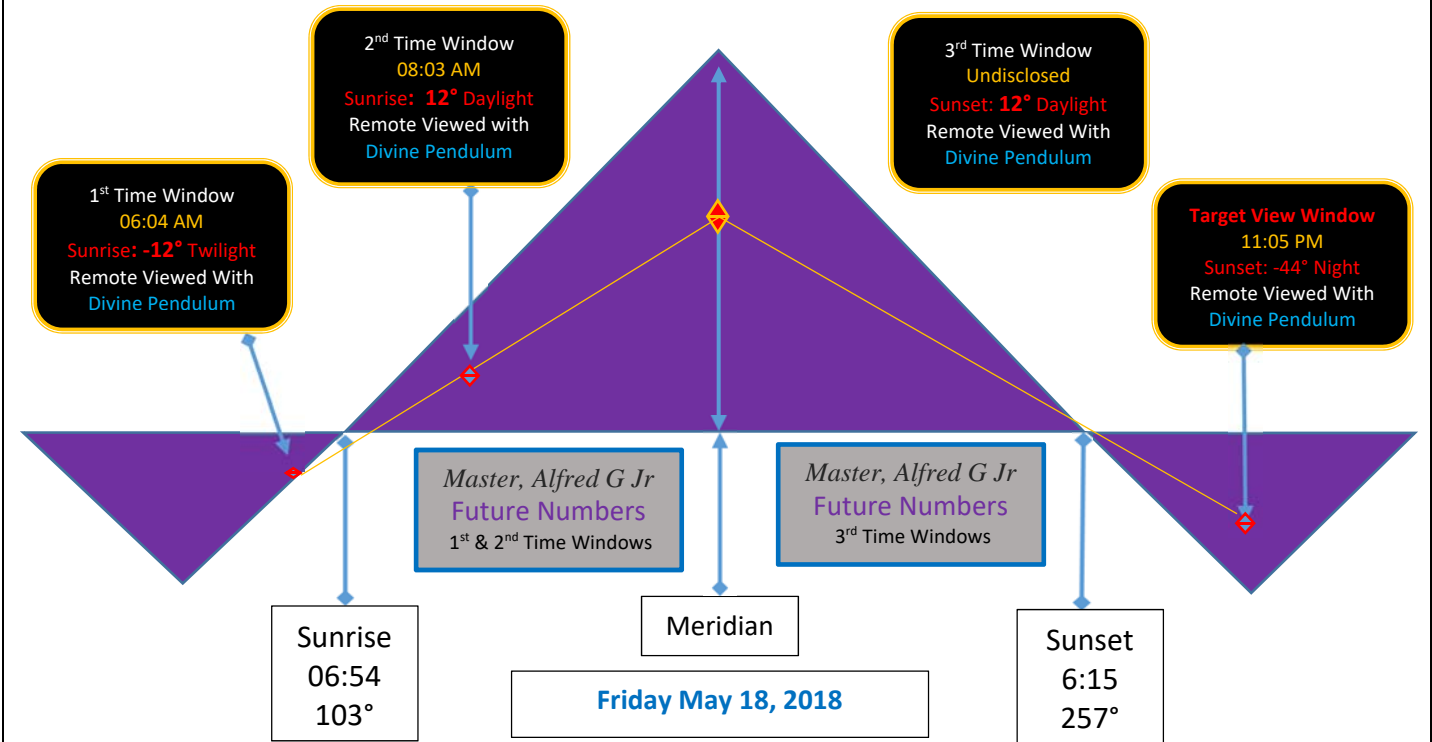 2nd Time Window
08:03 AM
Sunrise: 12° Daylight
Remote Viewed with
Divine Pendulum
3rd Time Window
Undisclosed
Sunset: 12° Daylight
Remote Viewed With
Divine Pendulum
1st Time Window
06:04 AM
Sunrise: -12° Twilight
Remote Viewed With
Divine Pendulum
Target View Window
11:05 PM
Sunset: -44° Night
Remote Viewed With
Divine Pendulum
Master, Alfred G Jr
Future Numbers
1st & 2nd Time Windows
Master, Alfred G Jr
Future Numbers
3rd Time Windows
Sunrise
06:54
103°
Meridian
Sunset
6:15
257°
Friday May 18, 2018